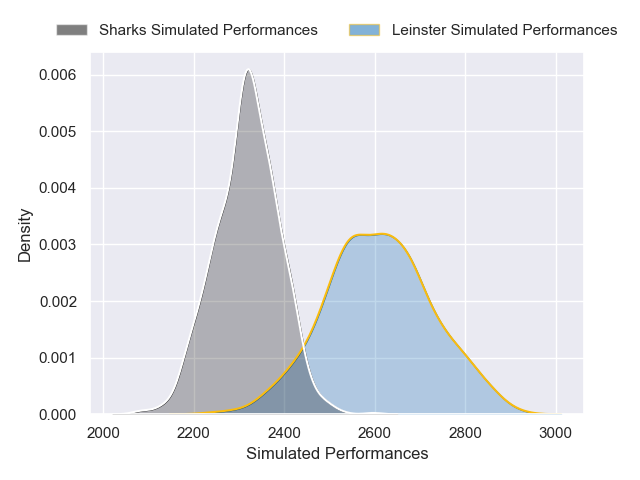 Sharks Simulated Performances
Leinster Simulated Performances
0.006
0.005
0.004
0.003
0.002
0.001
0.000
Density
2000 2200 2400 2600 2800 3000
Simulated Performances